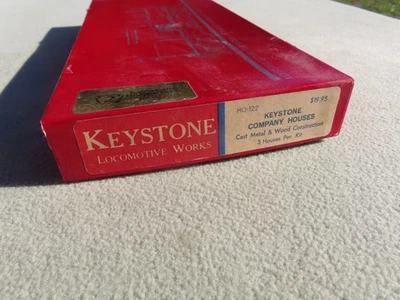 KEYSTONE
LOCOMOTIVE WORKS
HO-122
$19.95
KEYSTONE
COMPANY HOUSES
Cast Metal & Wood Construction
3 Houses Per Kit